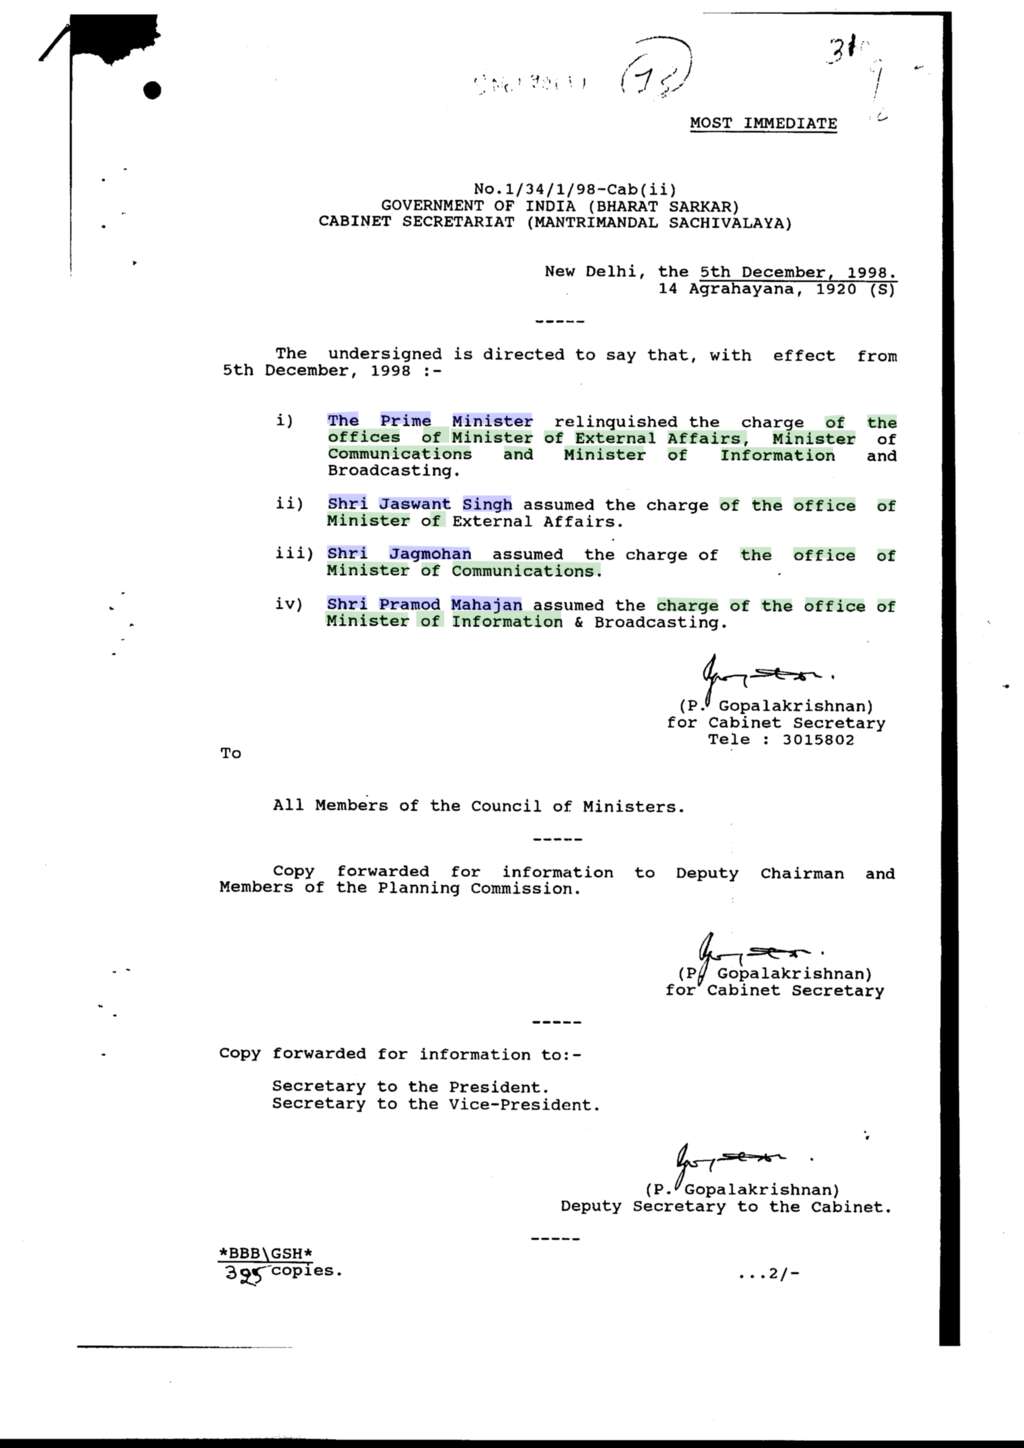 MOST IMMEDIATE
No.1/34/1/98-Cab(ii)
GOVERNMENT OF INDIA (BHARAT SARKAR)
CABINET SECRETARIAT (MANTRIMANDAL SACHIVALAYA)
New Delhi, the 5th December, 1998.
14 Agrahayana, 1920 (S)
-----
The undersigned is directed to say that, with effect from
5th December, 1998 :-
i) The Prime Minister relinquished the charge of the
offices of Minister of External Affairs, Minister of
Communications and Minister of Information and
Broadcasting.
ii) Shri Jaswant Singh assumed the charge of the office of
Minister of External Affairs.
iii) Shri Jagmohan assumed the charge of the office of
Minister of Communications.
iv) Shri Pramod Mahajan assumed the charge of the office of
Minister of Information & Broadcasting.
(P. Gopalakrishnan)
for Cabinet Secretary
Tele : 3015802
To
All Members of the Council of Ministers.
-----
Copy forwarded for information to Deputy Chairman and
Members of the Planning Commission.
(P. Gopalakrishnan)
for Cabinet Secretary
-----
Copy forwarded for information to:-
Secretary to the President.
Secretary to the Vice-President.
(P. Gopalakrishnan)
Deputy Secretary to the Cabinet.
-----
*BBB\GSH*
395 copies.
...2/-